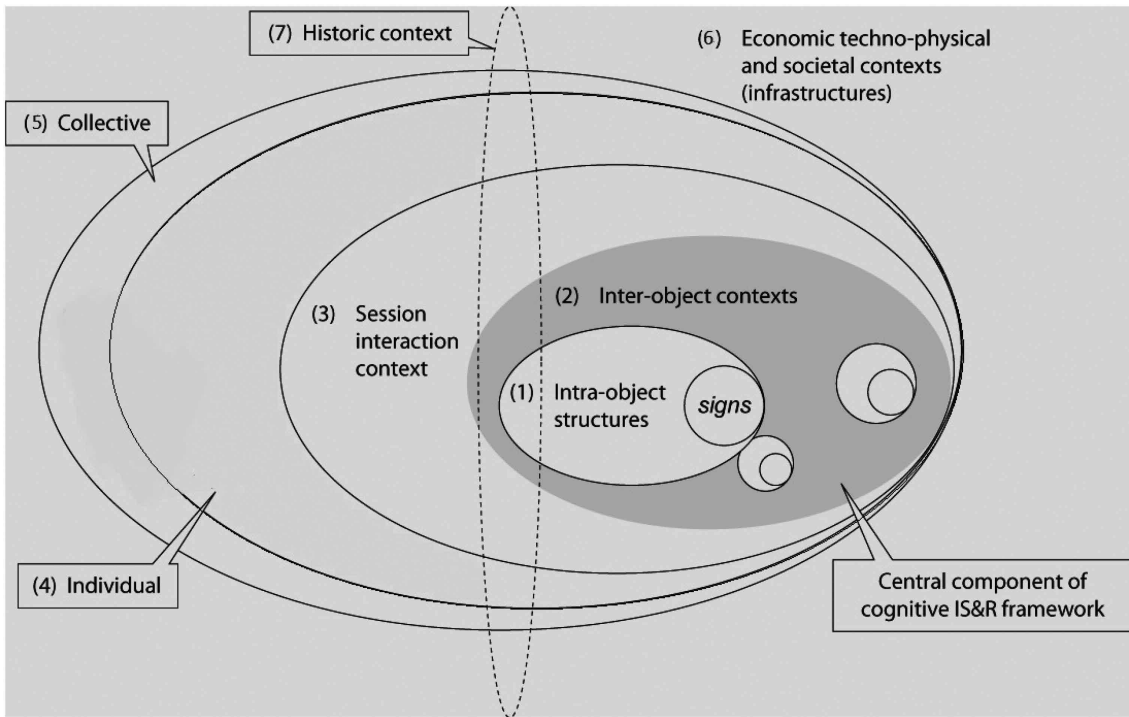 (7) Historic context
(6) Economic techno-physical
and societal contexts
(infrastructures)
(5) Collective
(2) Inter-object contexts
(3) Session
interaction
context
(1) Intra-object
structures
signs
(4) Individual
Central component of
cognitive IS&R framework